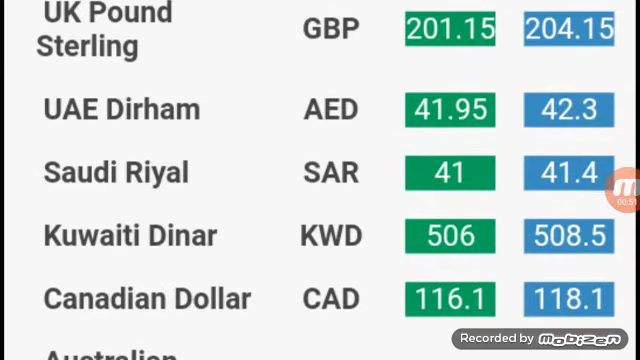 UK Pound
Sterling GBP 201.15 204.15
UAE Dirham AED 41.95 42.3
Saudi Riyal SAR 41 41.4
Kuwaiti Dinar KWD 506 508.5
Canadian Dollar CAD 116.1 118.1
Australian
00:51
Recorded by MOBIZEN